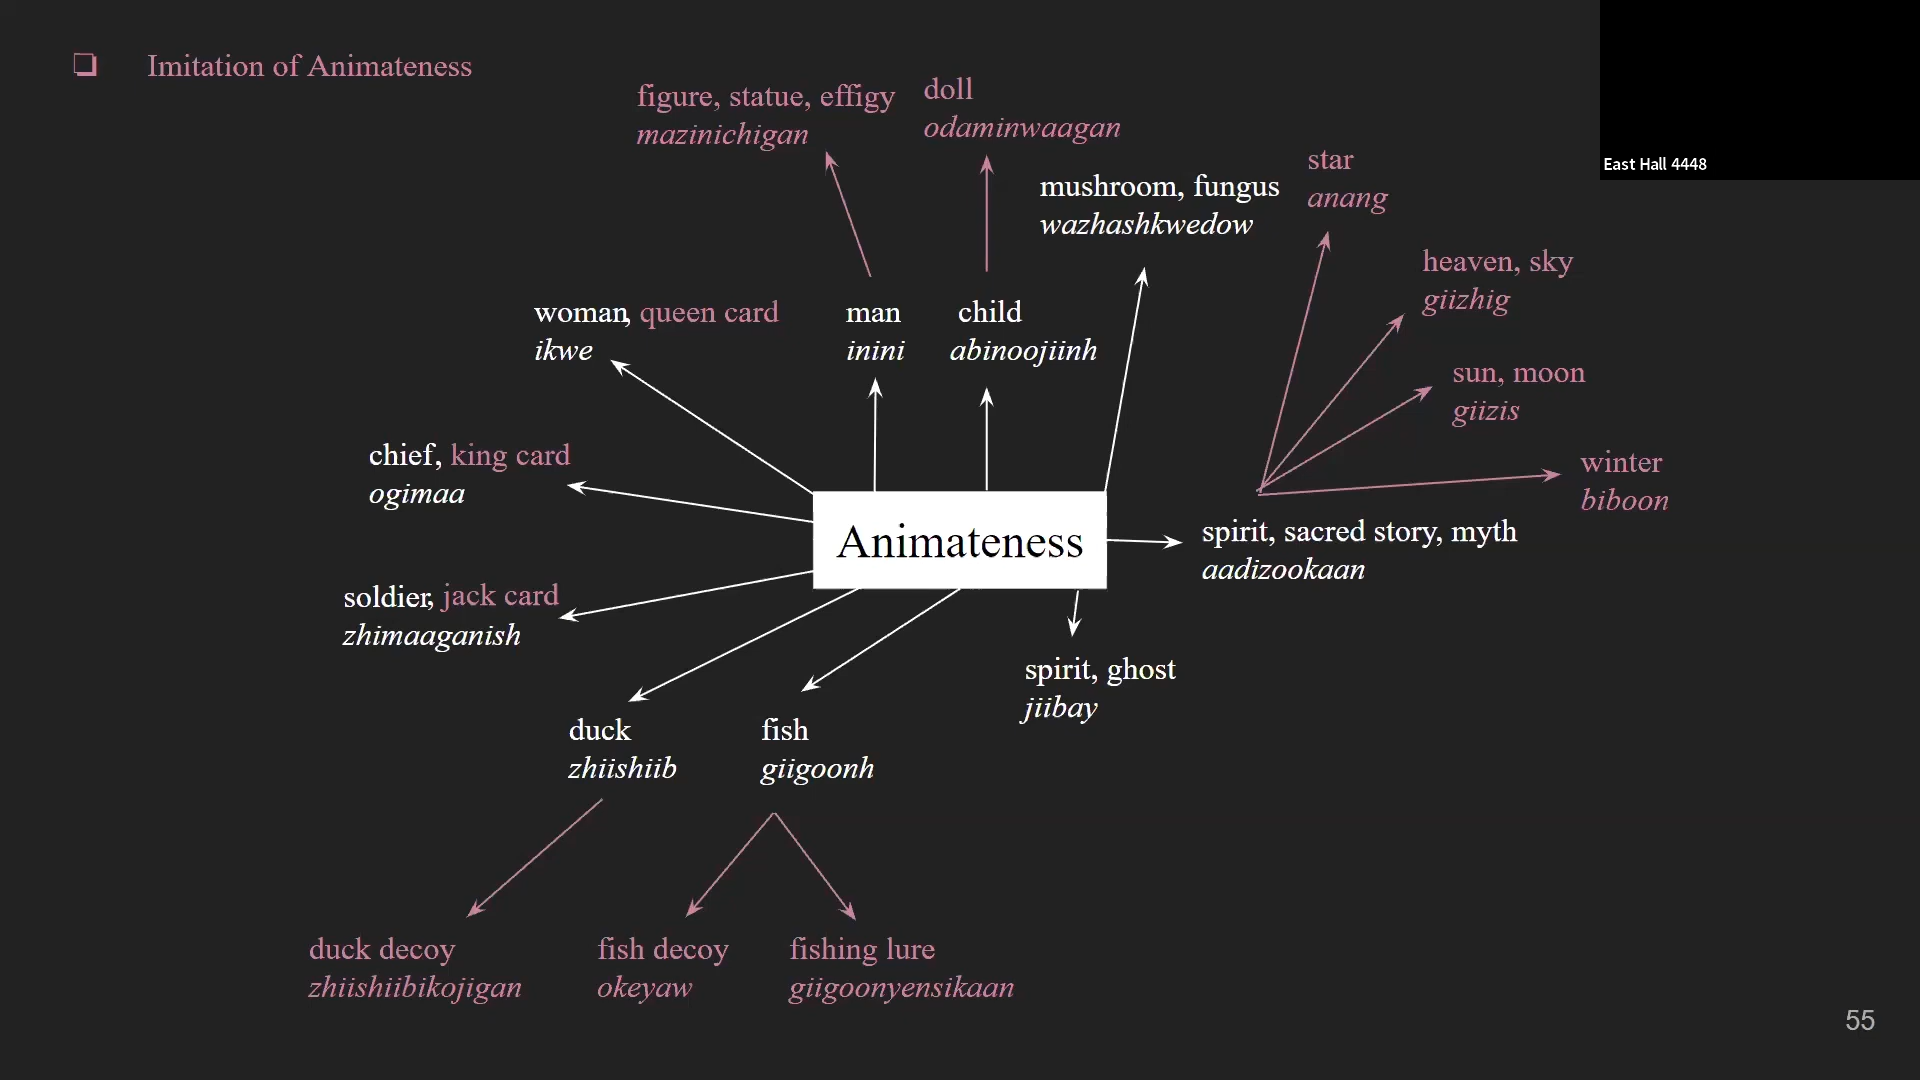 ❏ Imitation of Animateness
East Hall 4448
figure, statue, effigy
mazinichigan
doll
odaminwaagan
mushroom, fungus
wazhashkwedow
star
anang
heaven, sky
giizhig
woman, queen card
ikwe
man
inini
child
abinoojiinh
sun, moon
giizis
chief, king card
ogimaa
winter
biboon
Animateness
spirit, sacred story, myth
aadizookaan
soldier, jack card
zhimaaganish
spirit, ghost
jiibay
duck
zhiishiib
fish
giigoonh
duck decoy
zhiishiibikojigan
fish decoy
okeyaw
fishing lure
giigoonyensikaan
55